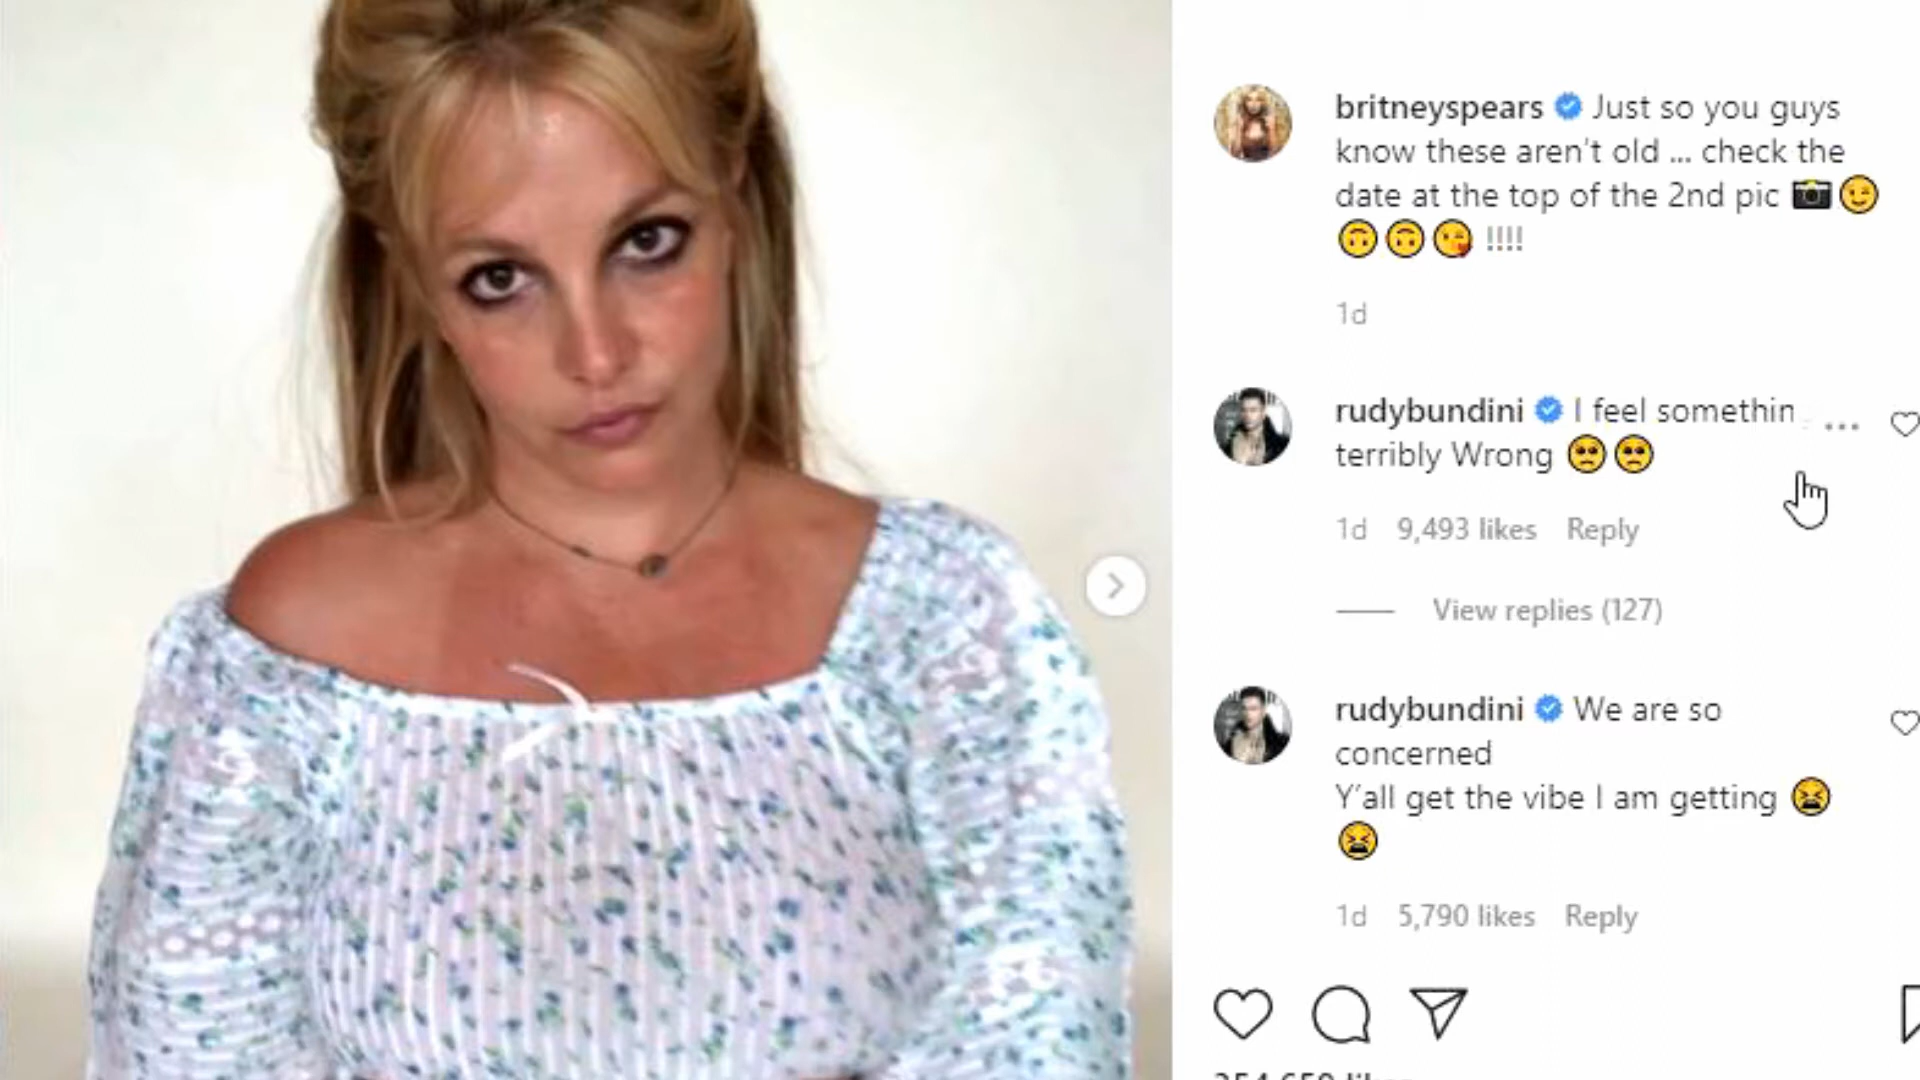 britneyspears Just so you guys
know these aren't old ... check the
date at the top of the 2nd pic 📷😉
🙃🙃😘 !!!!
1d
rudybundini I feel somethin
terribly Wrong 🥺🥺
1d 9,493 likes Reply
View replies (127)
rudybundini We are so
concerned
Y'all get the vibe I am getting 😫
😫
1d 5,790 likes Reply